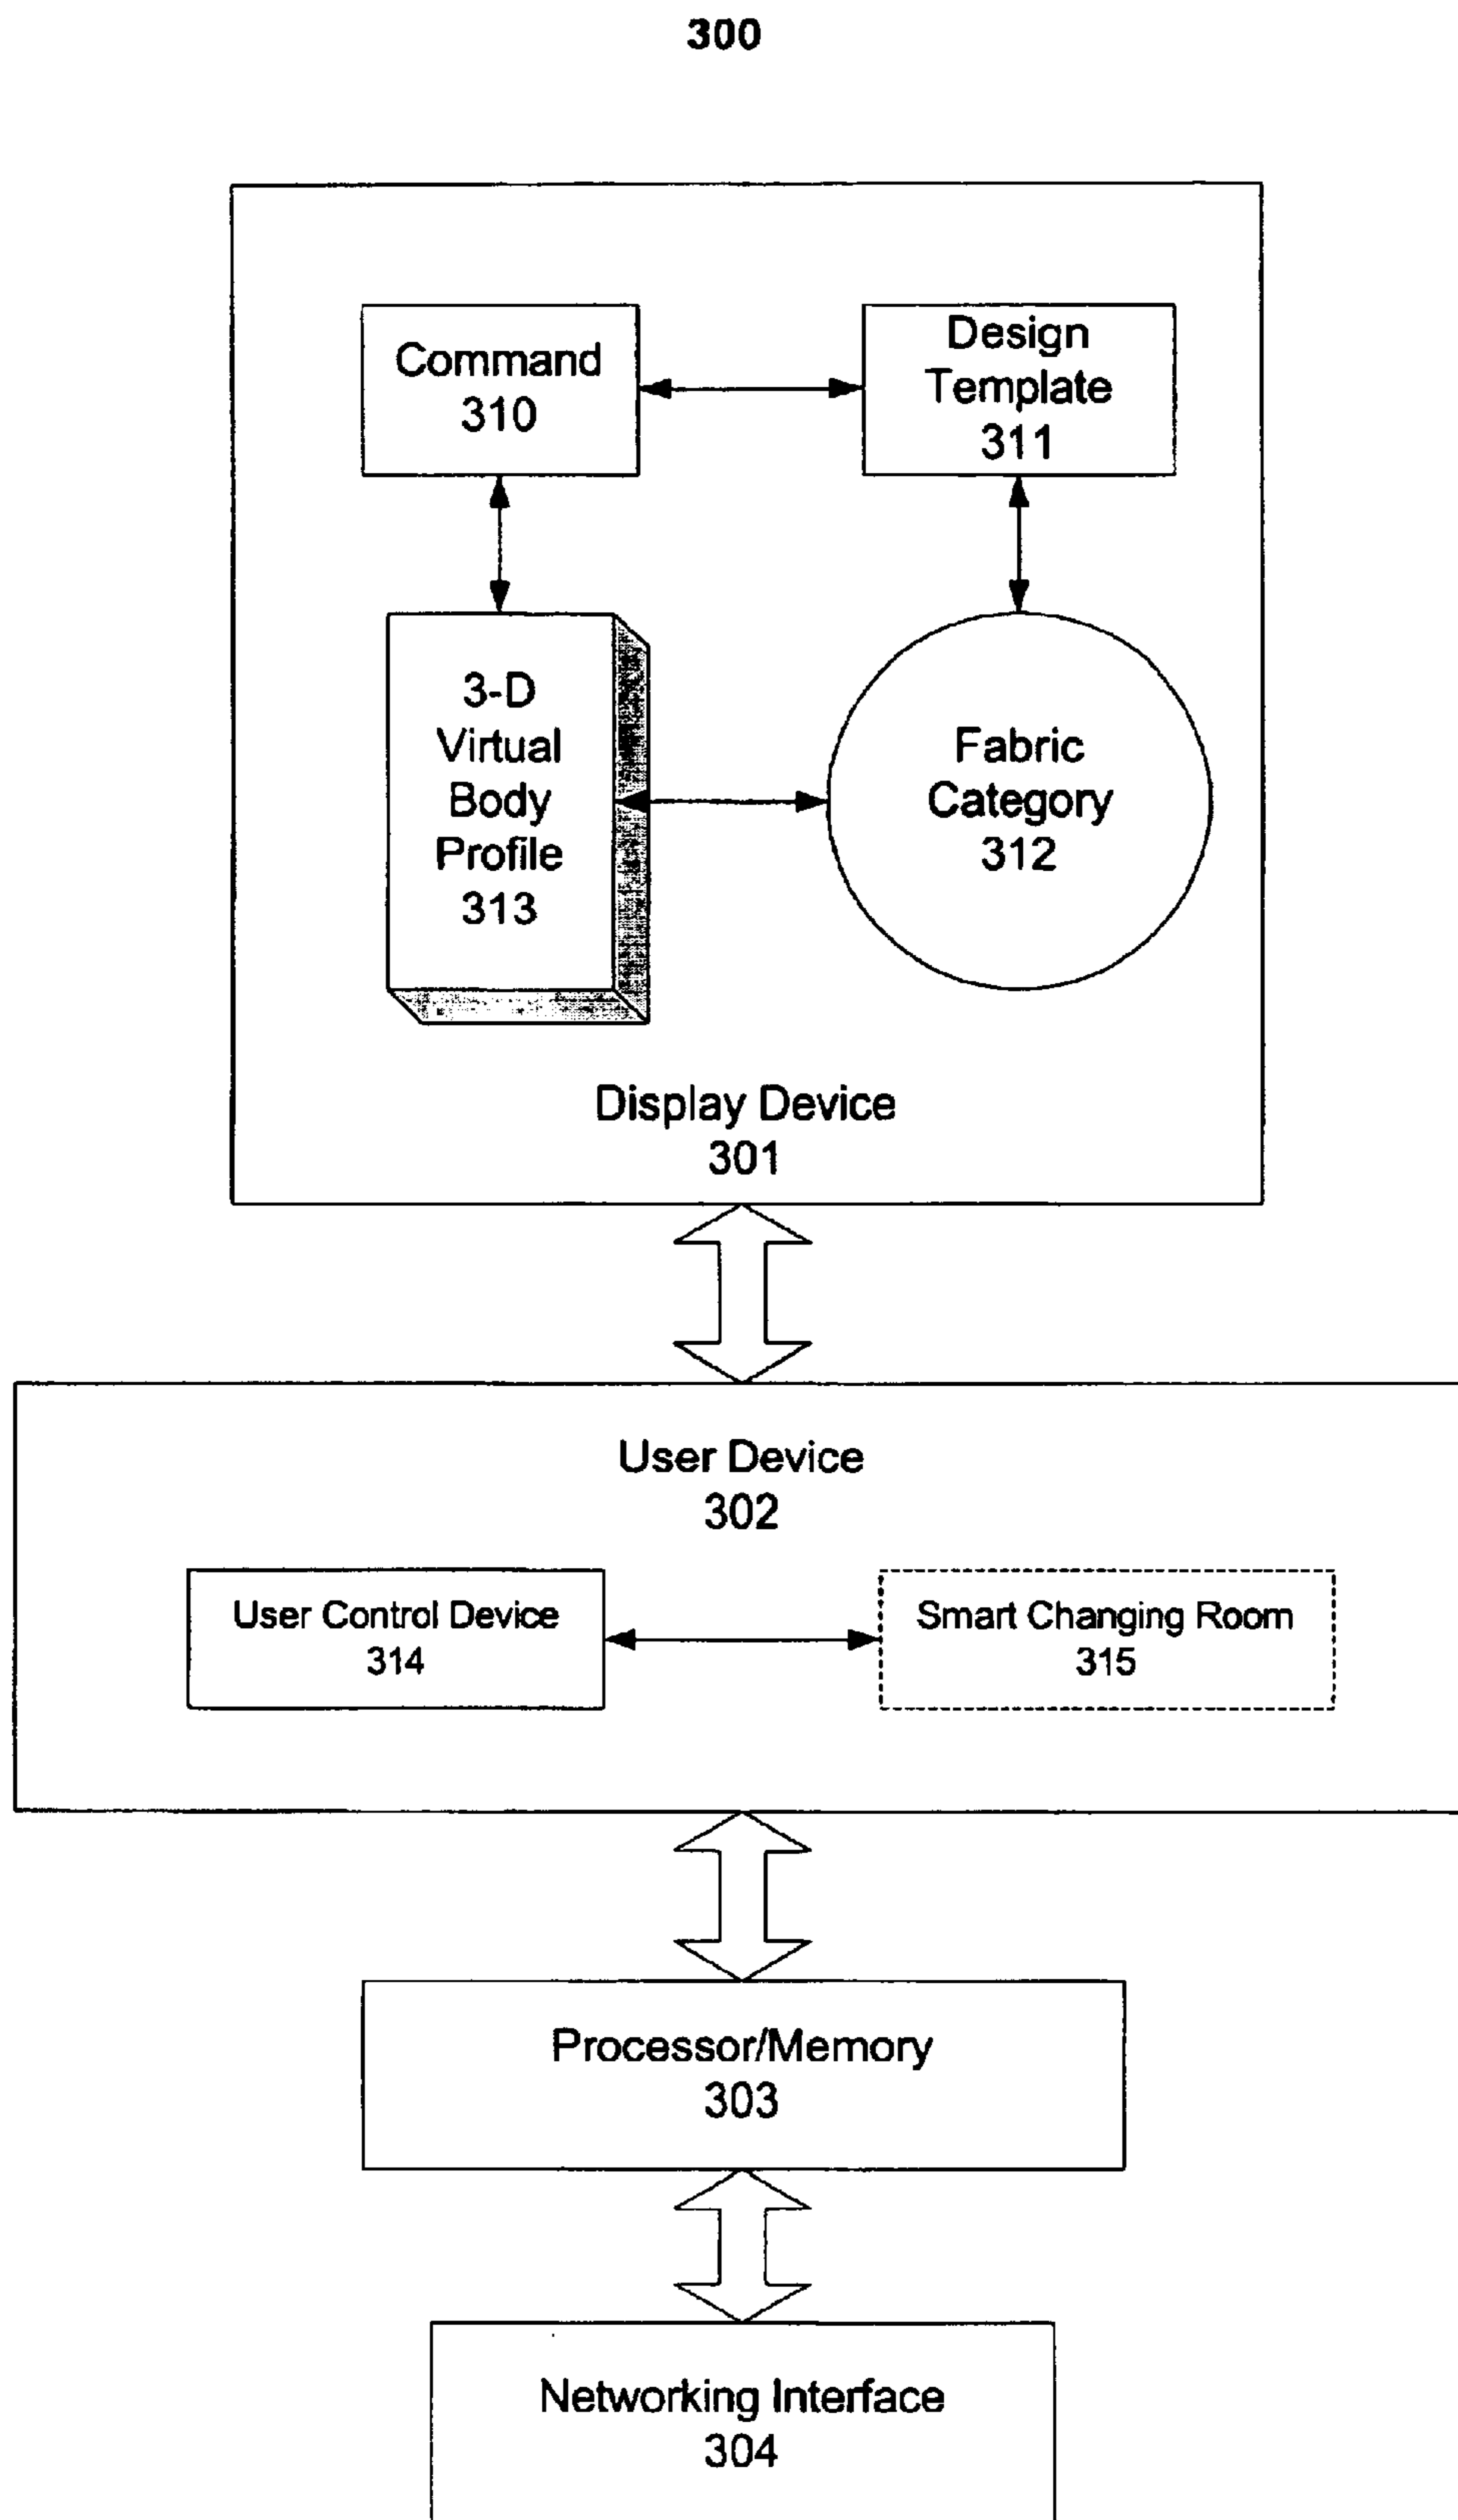 300
Command
310
Design
Template
311
3-D
Virtual
Body
Profile
313
Fabric
Category
312
Display Device
301
User Device
302
User Control Device
314
Smart Changing Room
315
Processor/Memory
303
Networking Interface
304